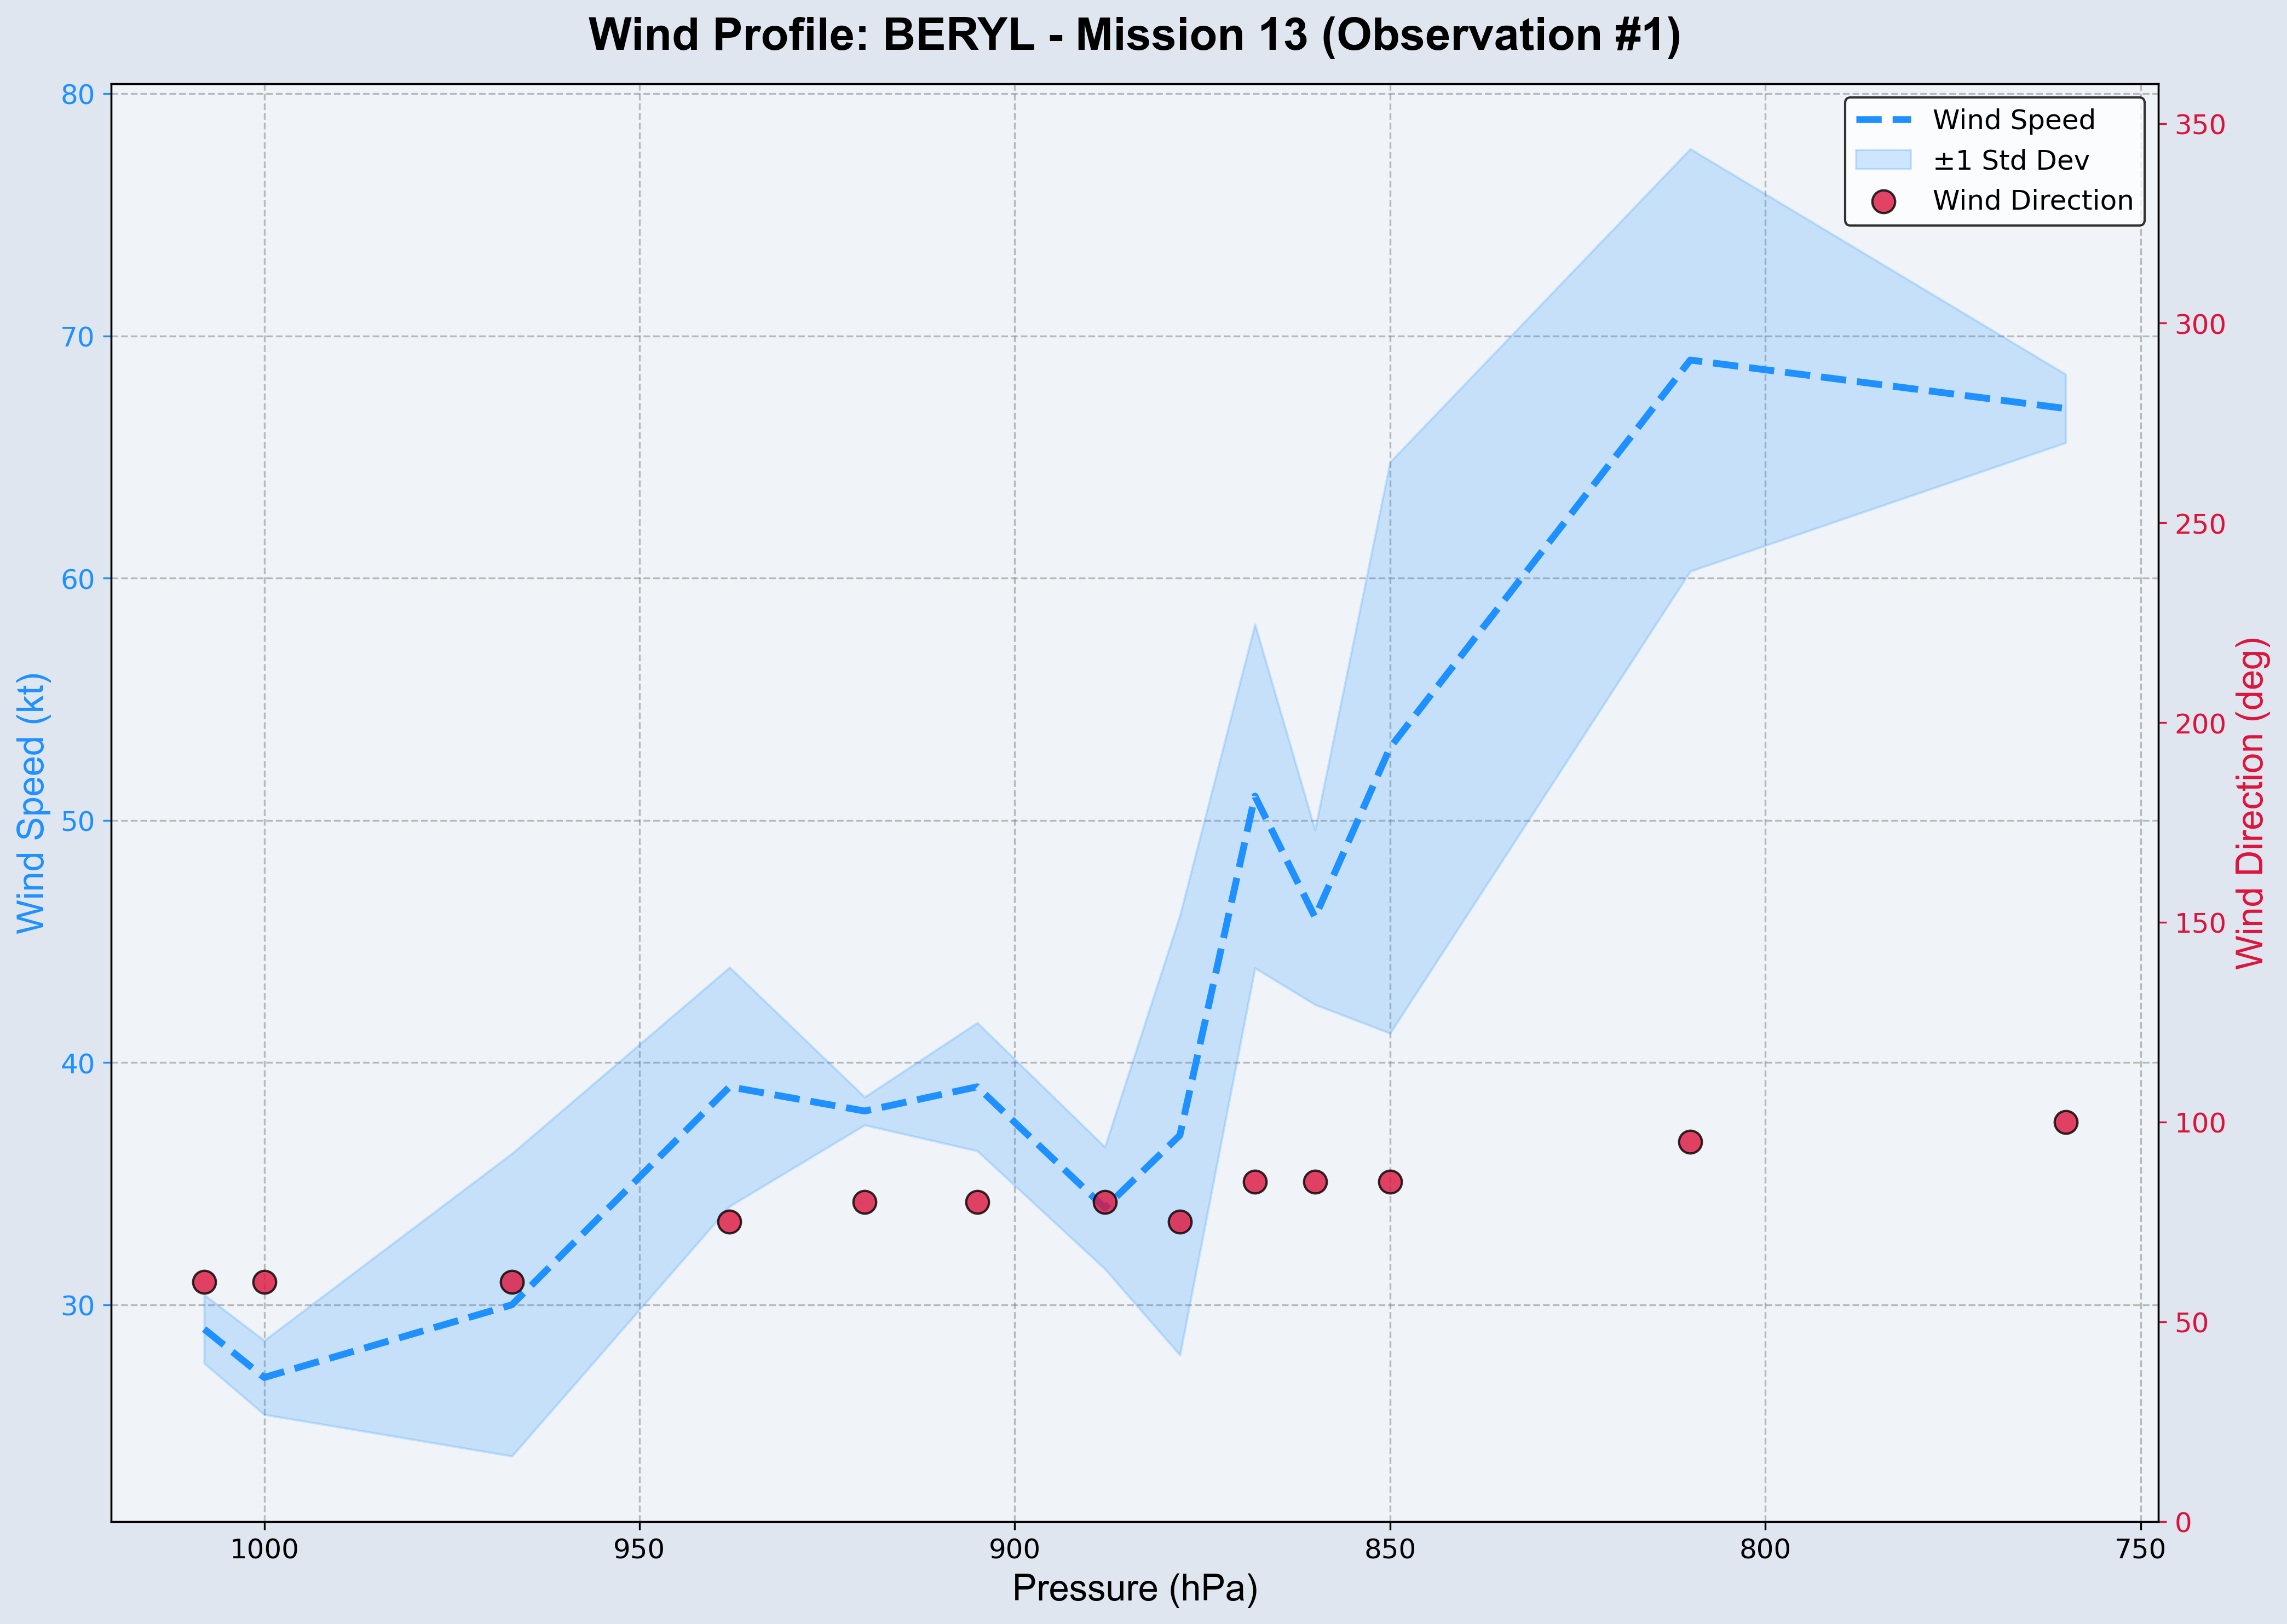 Wind Profile: BERYL - Mission 13 (Observation #1)
Wind Speed
±1 Std Dev
Wind Direction
80
70
60
50
40
30
Wind Speed (kt)
350
300
250
200
150
100
50
0
Wind Direction (deg)
1000
950
900
850
800
750
Pressure (hPa)